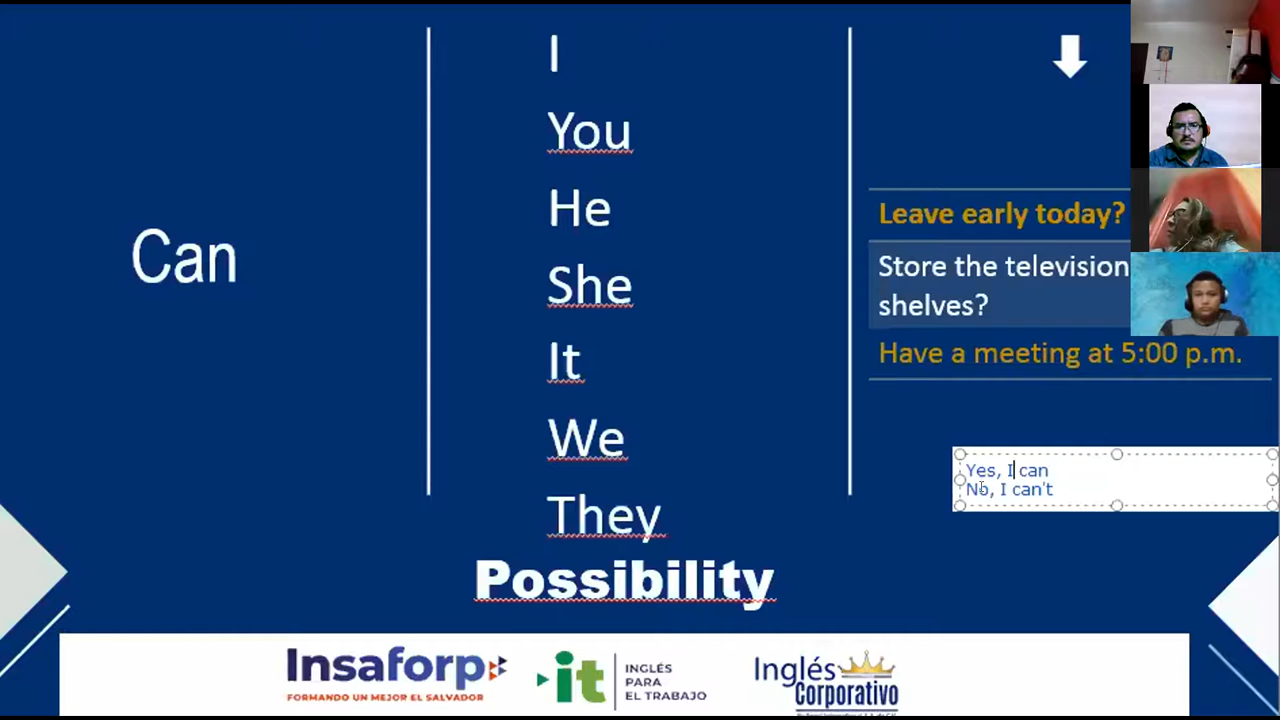 Can
I
You
He
She
It
We
They
Leave early today?
Store the television
shelves?
Have a meeting at 5:00 p.m.
Yes, I can
No, I can't
Possibility
Insaforp
FORMANDO UN MEJOR EL SALVADOR
it
INGLÉS
PARA
EL TRABAJO
Inglés
Corporativo